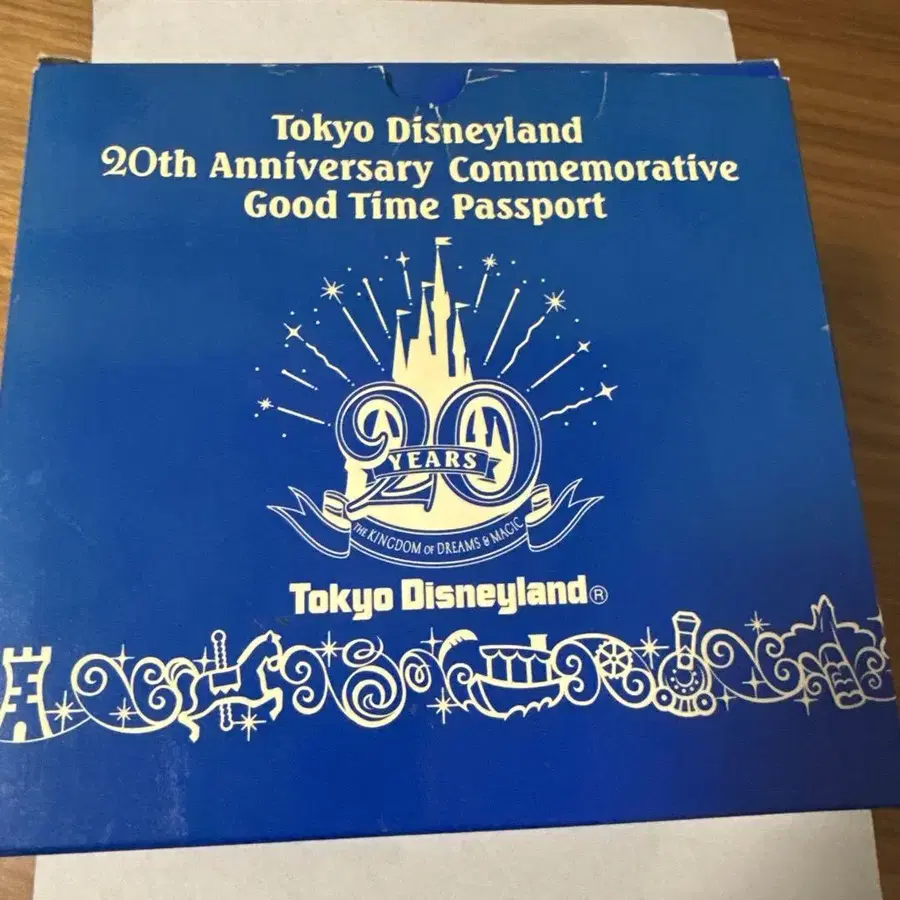 Tokyo Disneyland
20th Anniversary Commemorative
Good Time Passport
20
YEARS
THE KINGDOM OF DREAMS & MAGIC
Tokyo Disneyland®